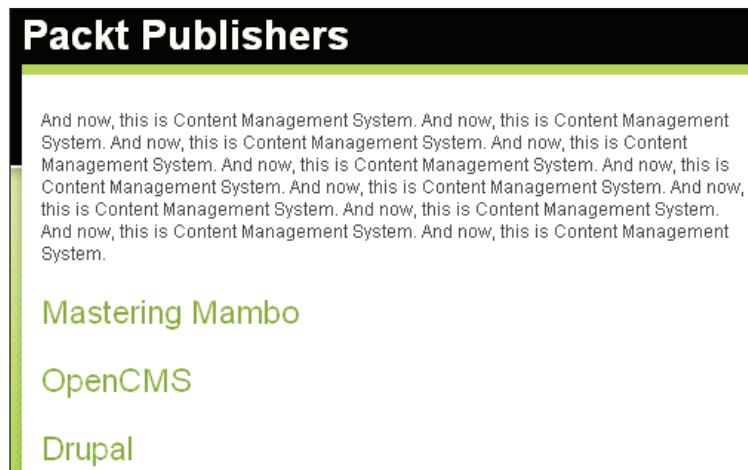 Packt Publishers
And now, this is Content Management System. And now, this is Content Management
System. And now, this is Content Management System. And now, this is Content
Management System. And now, this is Content Management System. And now, this is
Content Management System. And now, this is Content Management System. And now,
this is Content Management System. And now, this is Content Management System.
And now, this is Content Management System. And now, this is Content Management
System.
Mastering Mambo
OpenCMS
Drupal